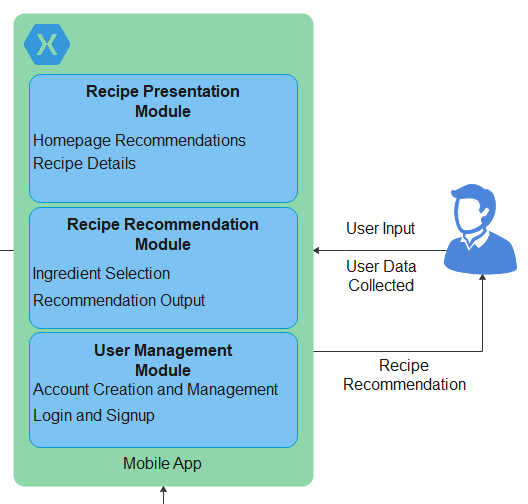 Recipe Presentation
Module
Homepage Recommendations
Recipe Details
Recipe Recommendation
Module
Ingredient Selection
Recommendation Output
User Management
Module
Account Creation and Management
Login and Signup
Mobile App
User Input
User Data
Collected
Recipe
Recommendation